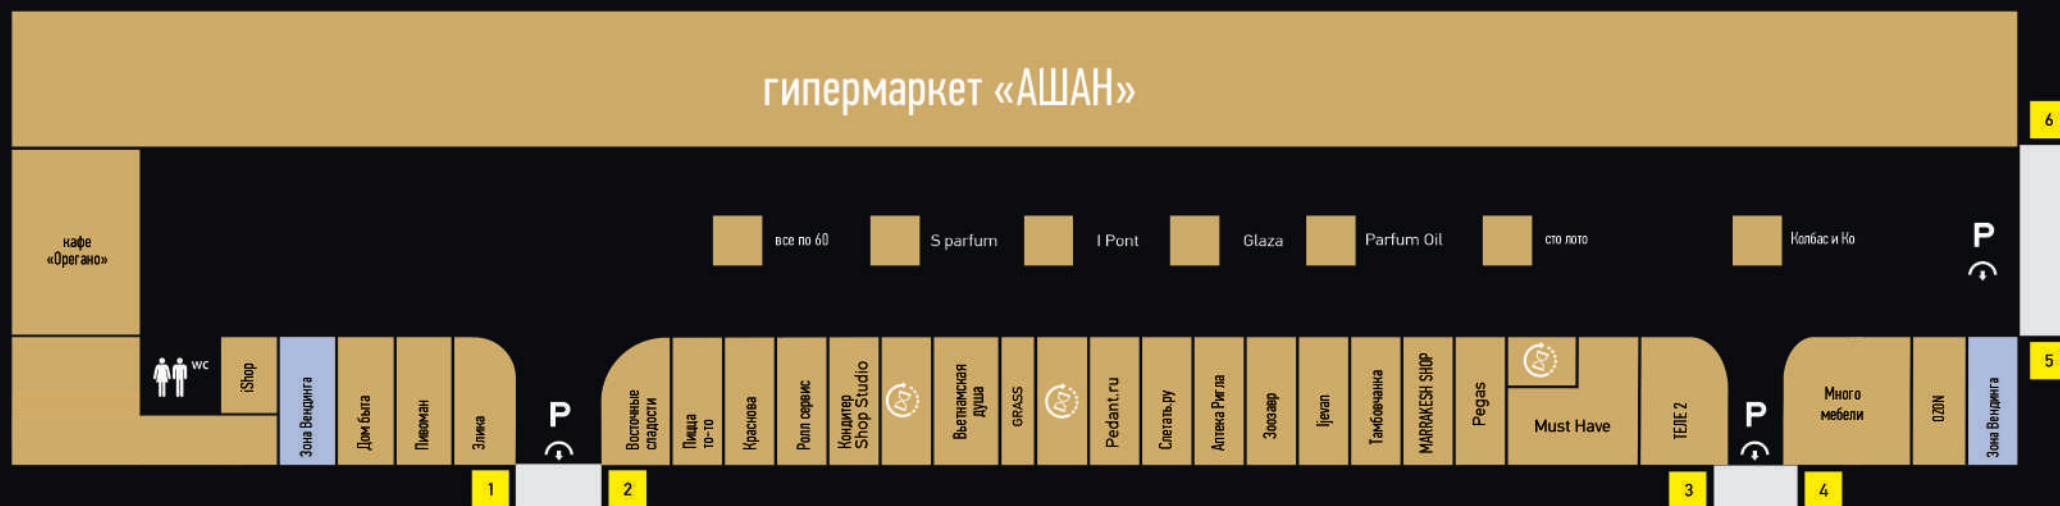 гипермаркет «АШАН»
6
кафе
«Орегано»
все по 60
S parfum
I Pont
Glaza
Parfum Oil
сто лото
Колбас и Ко
P
WC
iShop
Зона Вендинга
Дом быта
Пивоман
Элина
P
Восточные
сладости
Пицца
то-то
Краснова
Ролл сервис
Кондитер
Shop Studio
Вьетнамская
душа
GRASS
Pedant.ru
Слетать.ру
Аптека Ригла
Зоозавр
Ijevan
Тамбовчанка
MARRAKESH SHOP
Pegas
Must Have
ТЕЛЕ 2
P
Много
мебели
OZON
Зона Вендинга
5
1
2
3
4